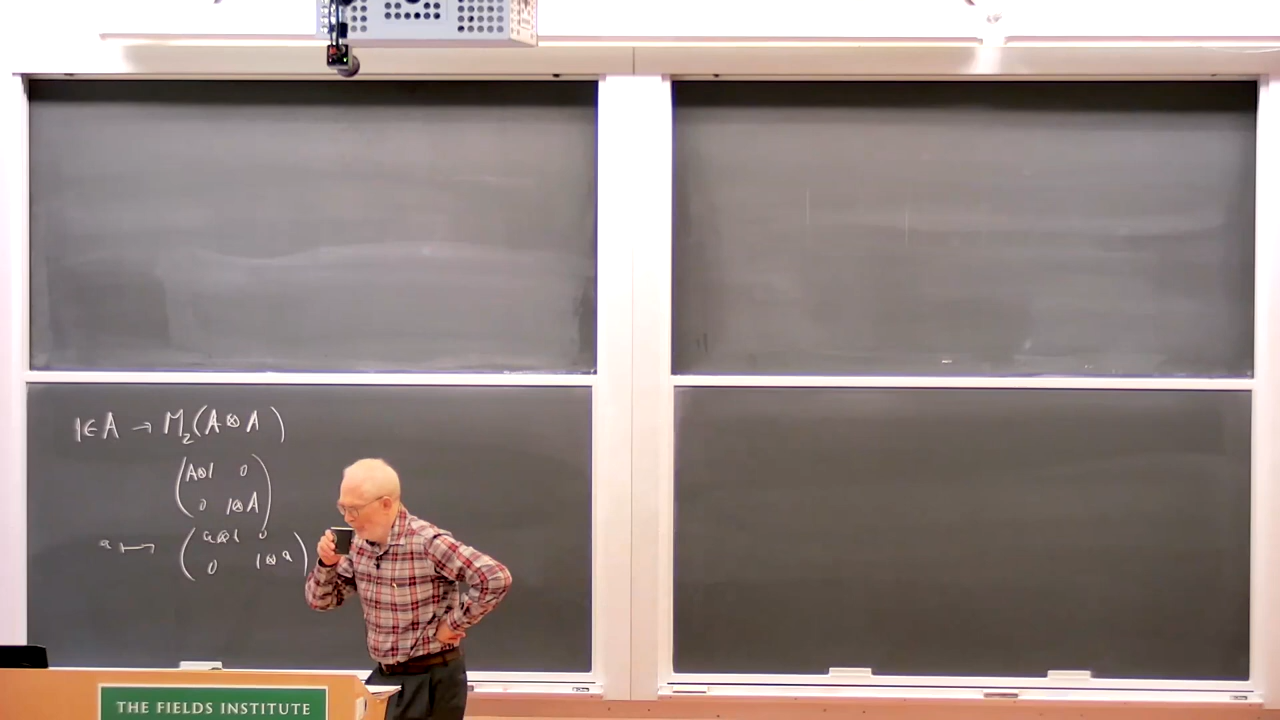 1∈A → M₂(A⊗A)
(A⊗1 0
0 1⊗A)
a ⟼ (a⊗1 0
0 1⊗a)
THE FIELDS INSTITUTE